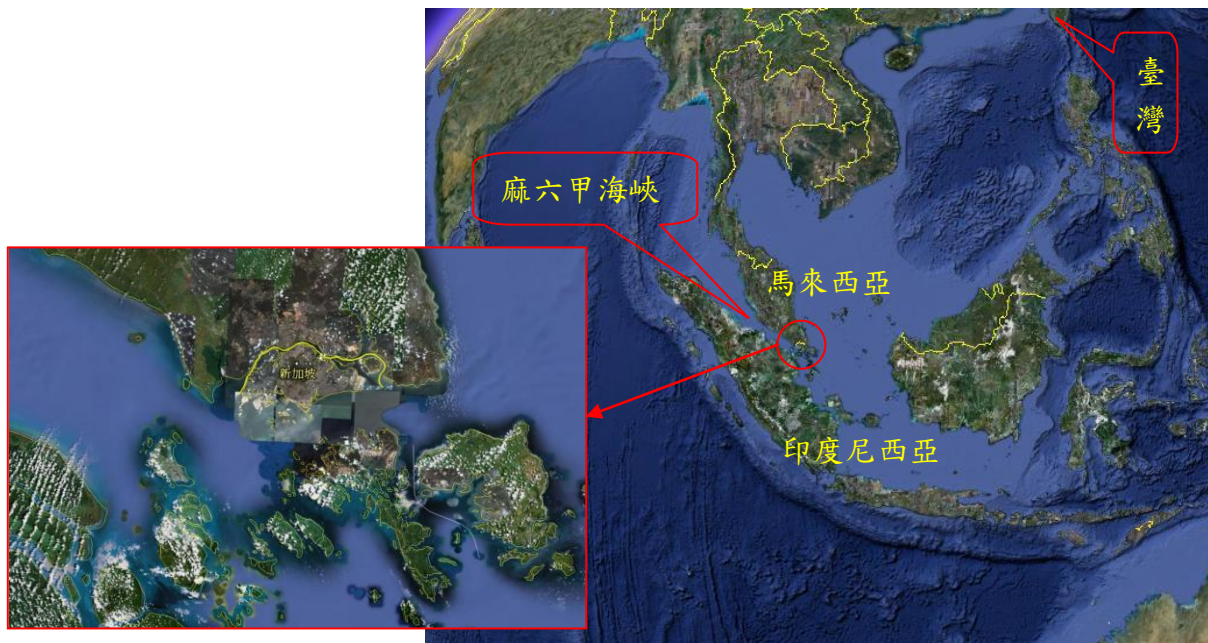 臺
灣
麻六甲海峽
馬來西亞
新加坡
印度尼西亞